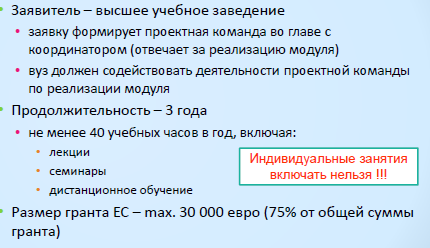 Заявитель – высшее учебное заведение
заявку формирует проектная команда во главе с
координатором (отвечает за реализацию модуля)
вуз должен содействовать деятельности проектной команды
по реализации модуля
Продолжительность – 3 года
не менее 40 учебных часов в год, включая:
лекции
семинары
дистанционное обучение
Индивидуальные занятия
включать нельзя !!!
Размер гранта ЕС – max. 30 000 евро (75% от общей суммы
гранта)